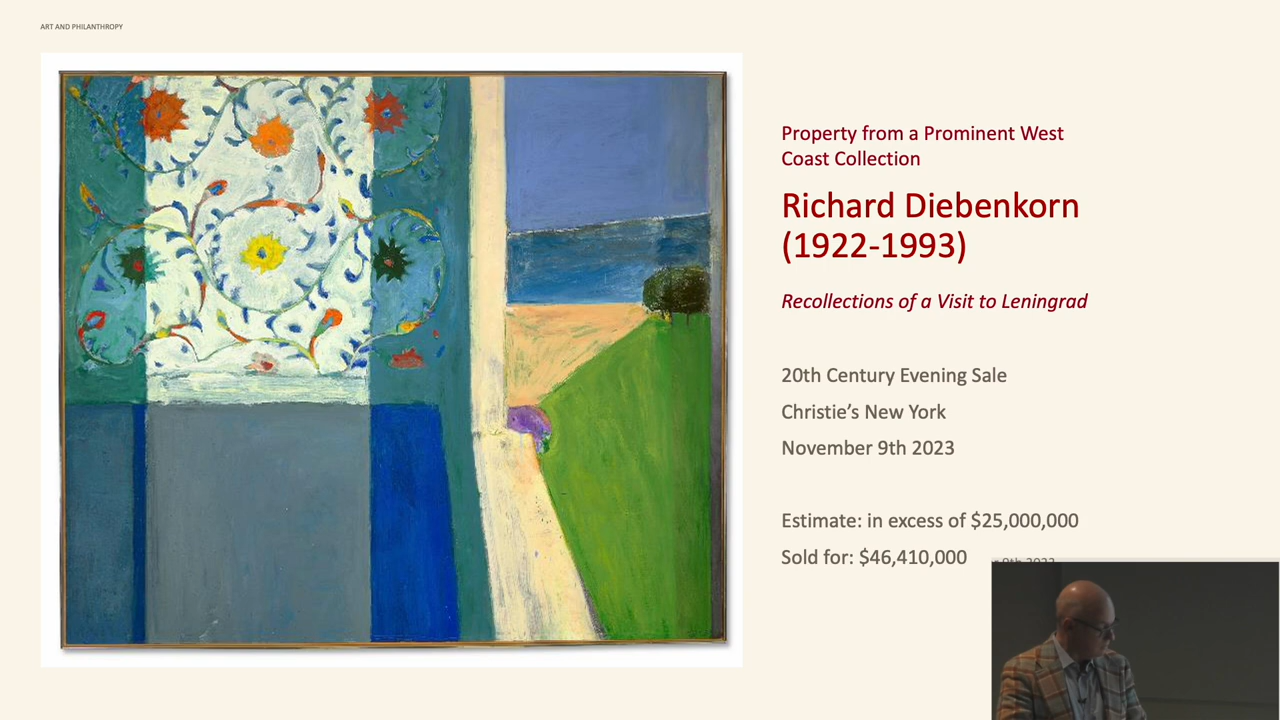 ART AND PHILANTHROPY
Property from a Prominent West
Coast Collection
Richard Diebenkorn
(1922-1993)
Recollections of a Visit to Leningrad
20th Century Evening Sale
Christie’s New York
November 9th 2023
Estimate: in excess of $25,000,000
Sold for: $46,410,000